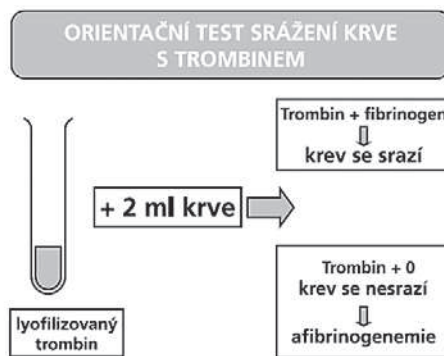 ORIENTAČNÍ TEST SRÁŽENÍ KRVE
S TROMBINEM
Trombin + fibrinogen
krev se srazí
+ 2 ml krve
Trombin + 0
krev se nesrazí
afibrinogenemie
lyofilizovaný
trombin